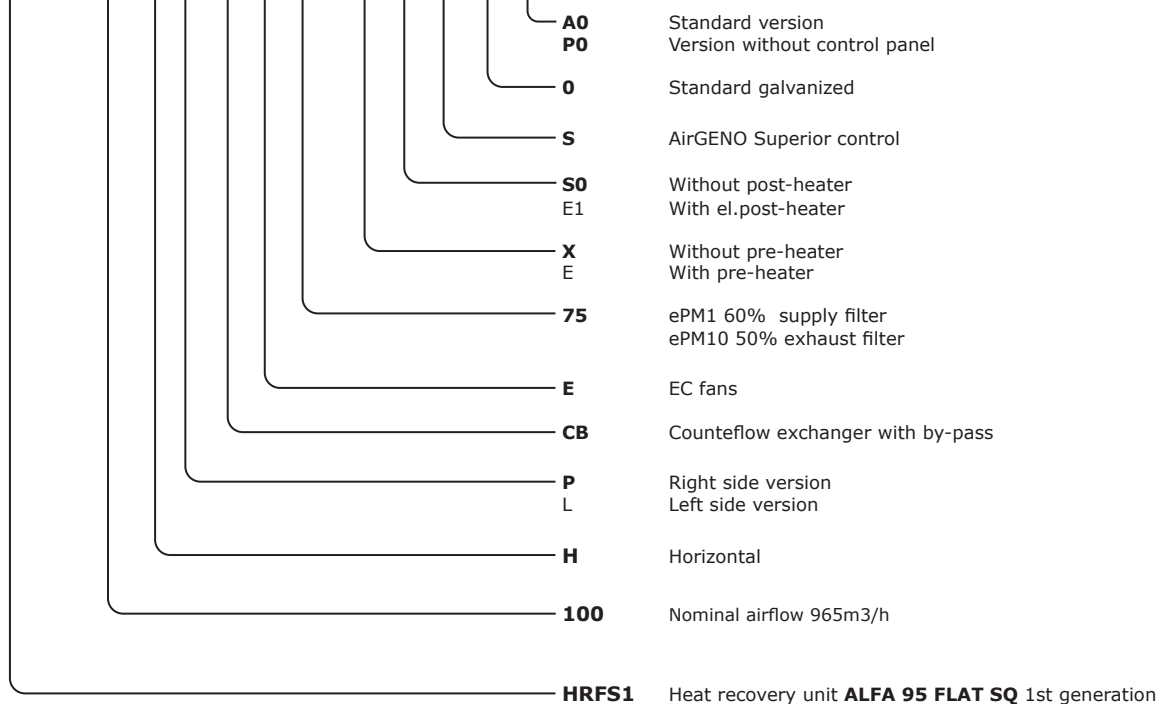 A0 Standard version
P0 Version without control panel
0 Standard galvanized
S AirGENO Superior control
S0 Without post-heater
E1 With el.post-heater
X Without pre-heater
E With pre-heater
75 ePM1 60%  supply filter
ePM10 50% exhaust filter
E EC fans
CB Counteflow exchanger with by-pass
P Right side version
L Left side version
H Horizontal
100 Nominal airflow 965m3/h
HRFS1 Heat recovery unit ALFA 95 FLAT SQ 1st generation